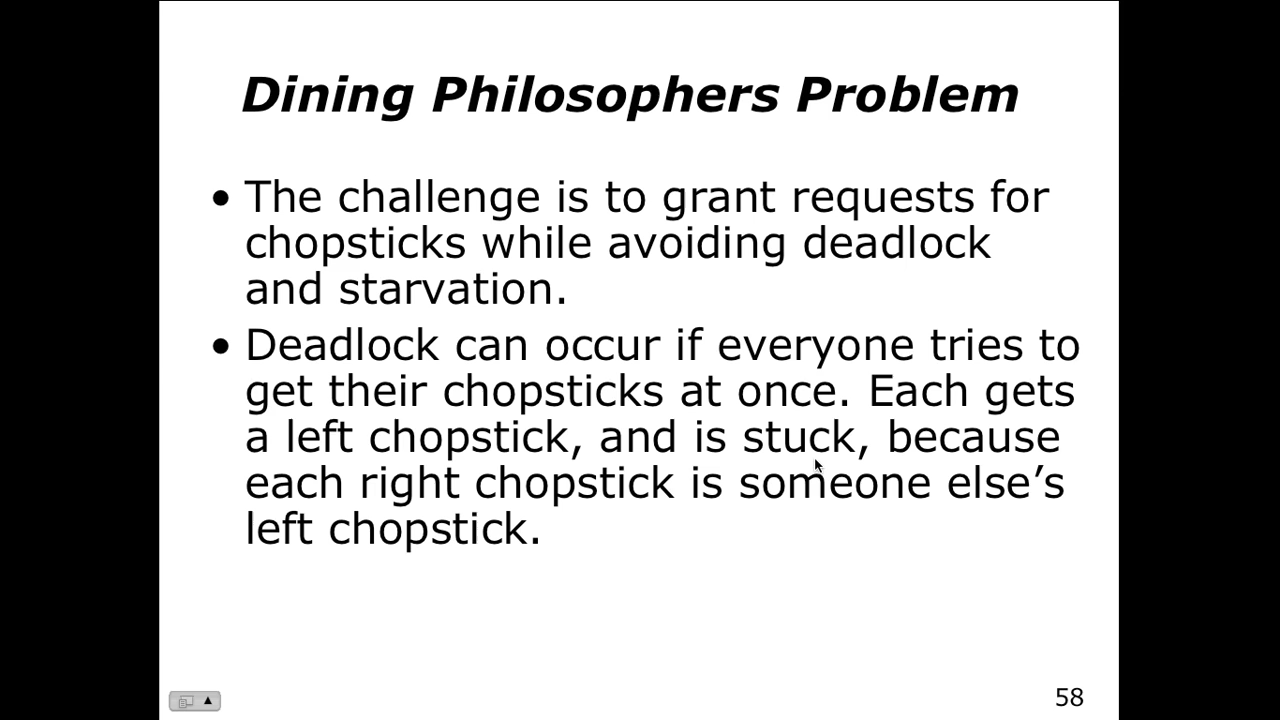 Dining Philosophers Problem
• The challenge is to grant requests for
chopsticks while avoiding deadlock
and starvation.
• Deadlock can occur if everyone tries to
get their chopsticks at once. Each gets
a left chopstick, and is stuck, because
each right chopstick is someone else’s
left chopstick.
58